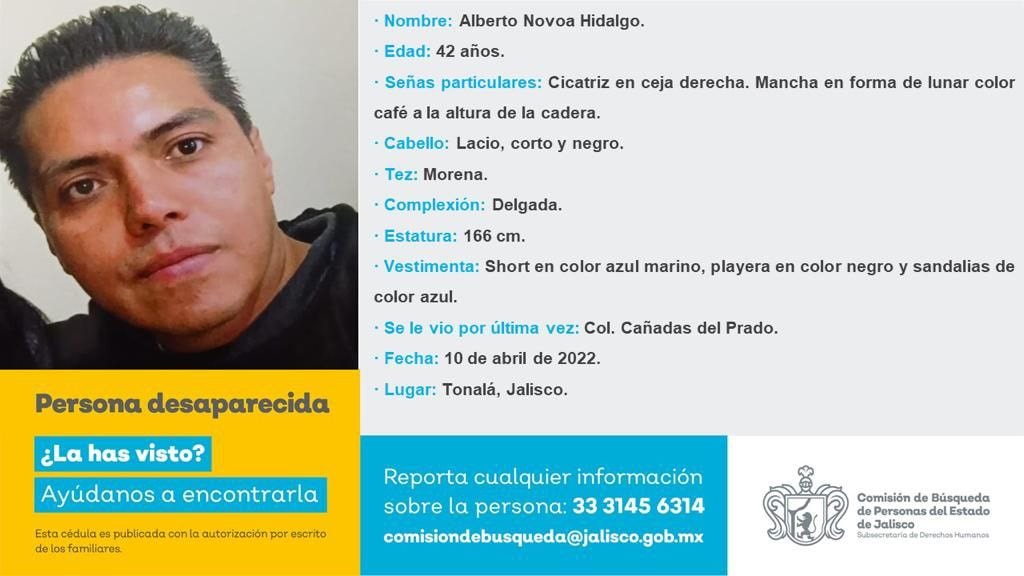 · Nombre: Alberto Novoa Hidalgo.
· Edad: 42 años.
· Señas particulares: Cicatriz en ceja derecha. Mancha en forma de lunar color
café a la altura de la cadera.
· Cabello: Lacio, corto y negro.
· Tez: Morena.
· Complexión: Delgada.
· Estatura: 166 cm.
· Vestimenta: Short en color azul marino, playera en color negro y sandalias de
color azul.
· Se le vio por última vez: Col. Cañadas del Prado.
· Fecha: 10 de abril de 2022.
· Lugar: Tonalá, Jalisco.
Persona desaparecida
¿La has visto?
Ayúdanos a encontrarla
Esta cédula es publicada con la autorización por escrito
de los familiares.
Reporta cualquier información
sobre la persona: 33 3145 6314
comisiondebusqueda@jalisco.gob.mx
Comisión de Búsqueda
de Personas del Estado
de Jalisco
Subsecretaría de Derechos Humanos